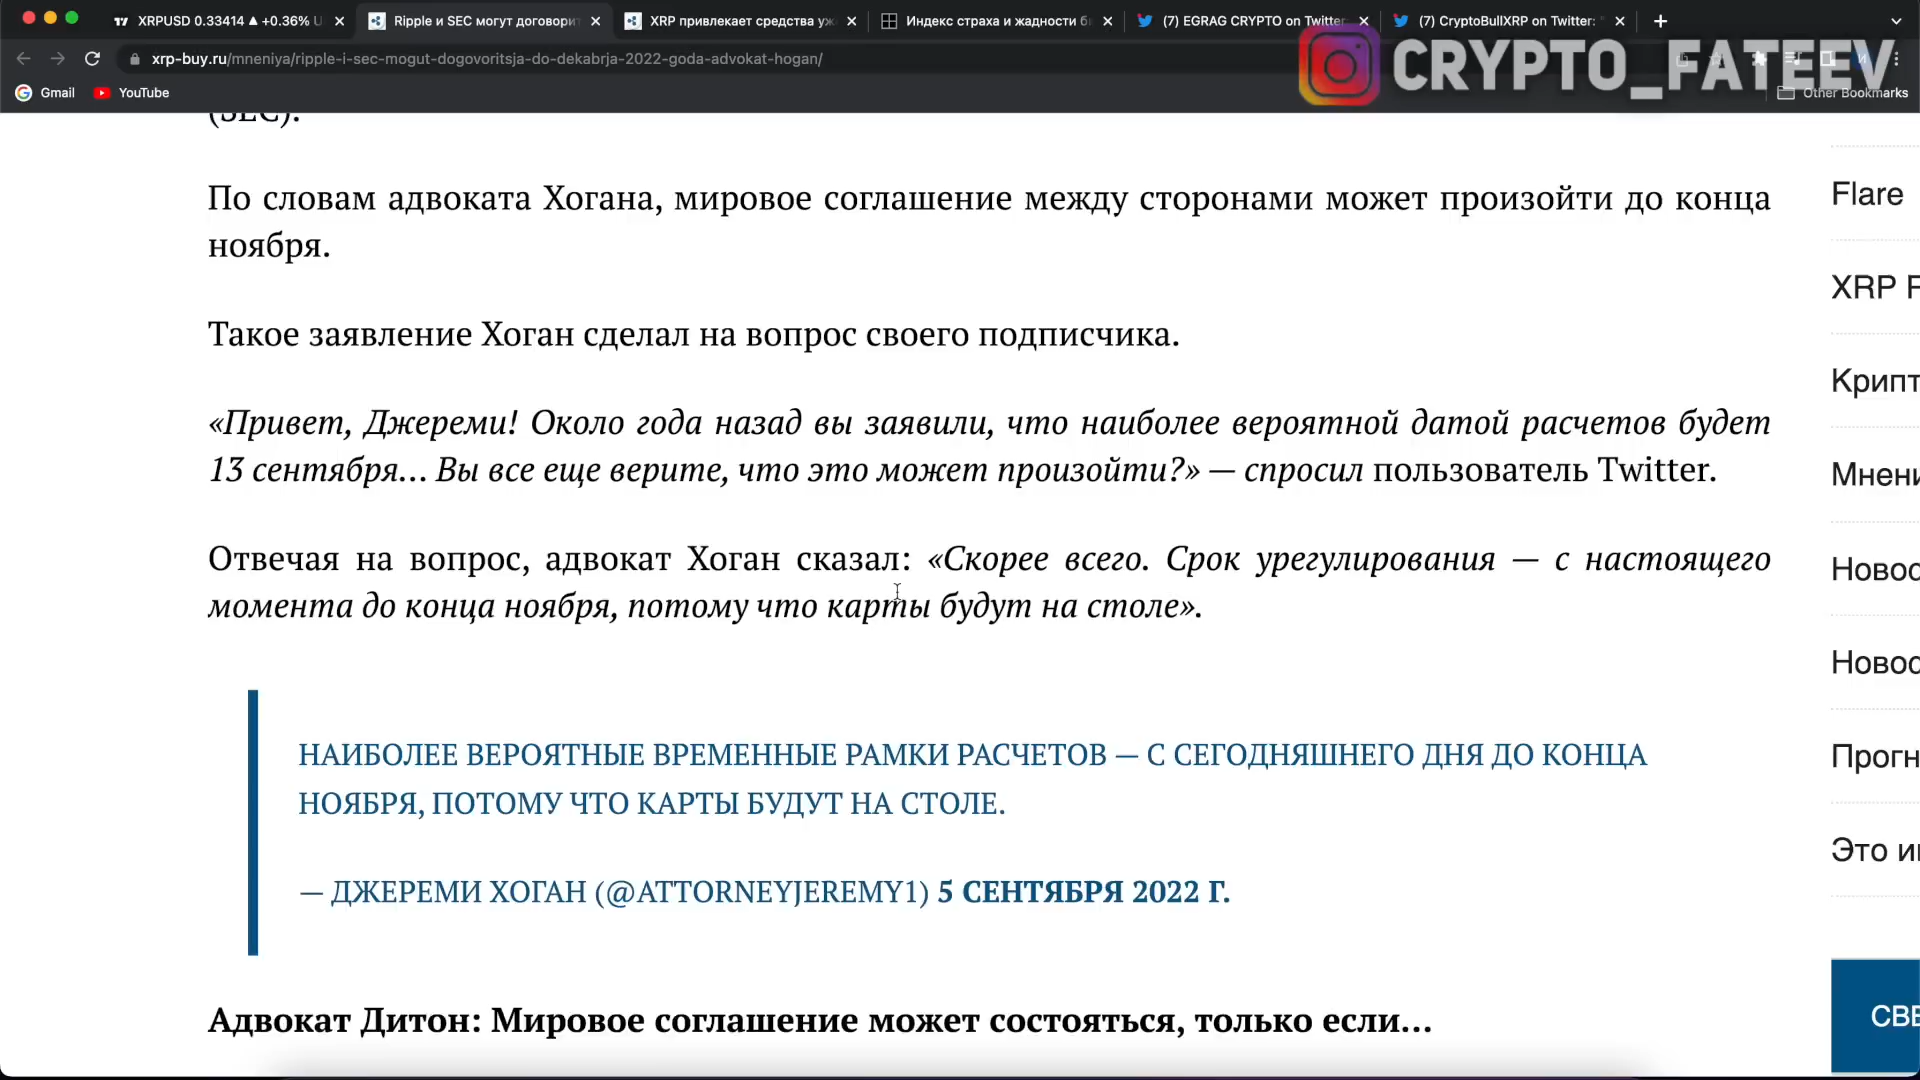 XRPUSD 0.33414 ▲ +0.36%
Ripple и SEC могут
XRP привлекает средства
Индекс страха и жадности
(7) EGRAG CRYPTO on Twitter
(7) CryptoBullXRP on Twitter:
xrp-buy.ru/mneniya/ripple-i-sec-mogut-dogovoritsja-do-dekabrja-2022-goda-advokat-hogan/
CRYPTO_FATEEV
Gmail
YouTube
Other Bookmarks
(SEC).
По словам адвоката Хогана, мировое соглашение между сторонами может произойти до конца
ноября.
Такое заявление Хоган сделал на вопрос своего подписчика.
«Привет, Джереми! Около года назад вы заявили, что наиболее вероятной датой расчетов будет
13 сентября… Вы все еще верите, что это может произойти?» — спросил пользователь Twitter.
Отвечая на вопрос, адвокат Хоган сказал: «Скорее всего. Срок урегулирования — с настоящего
момента до конца ноября, потому что карты будут на столе».
НАИБОЛЕЕ ВЕРОЯТНЫЕ ВРЕМЕННЫЕ РАМКИ РАСЧЕТОВ — С СЕГОДНЯШНЕГО ДНЯ ДО КОНЦА
НОЯБРЯ, ПОТОМУ ЧТО КАРТЫ БУДУТ НА СТОЛЕ.
— ДЖЕРЕМИ ХОГАН (@ATTORNEYJEREMY1) 5 СЕНТЯБРЯ 2022 Г.
Адвокат Дитон: Мировое соглашение может состояться, только если…
Flare
XRP